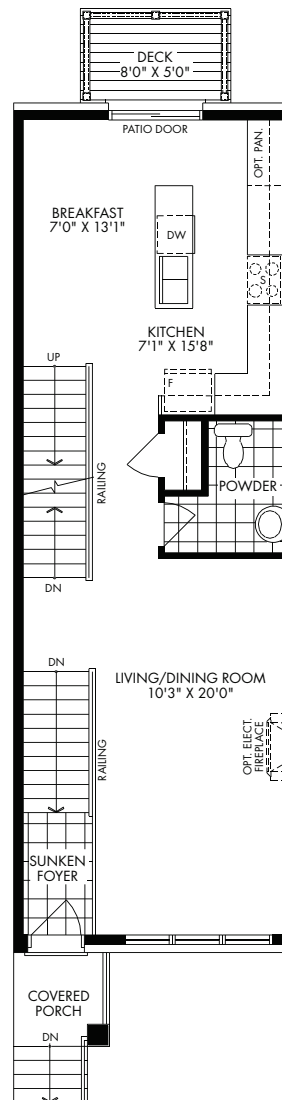 DECK
8'0" X 5'0"
PATIO DOOR
OPT. PAN.
BREAKFAST
7'0" X 13'1"
DW
S
KITCHEN
7'1" X 15'8"
UP
F
RAILING
POWDER
DN
DN
LIVING/DINING ROOM
10'3" X 20'0"
RAILING
OPT. ELECT.
FIREPLACE
SUNKEN
FOYER
COVERED
PORCH
DN